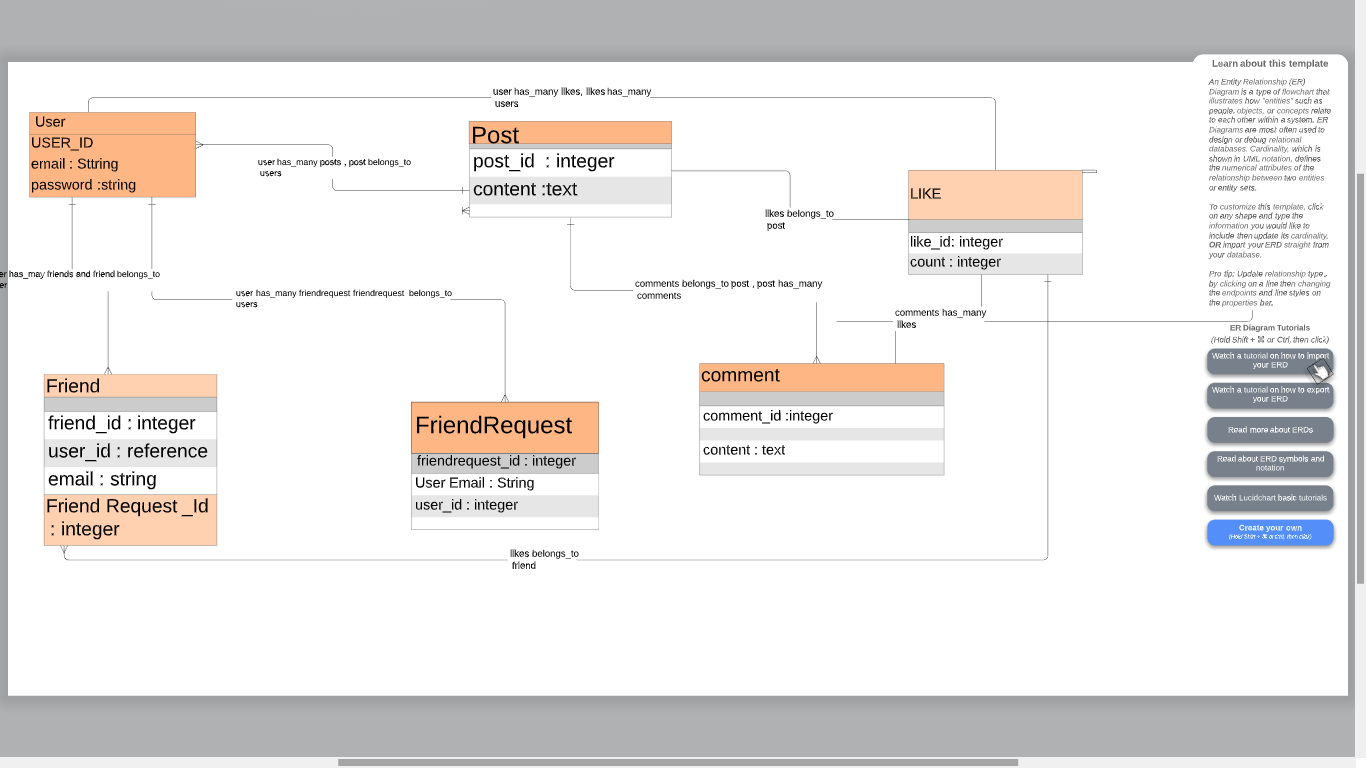 user has_many likes, likes has_many
users
User
USER_ID
email : Sttring
password :string
user has_many posts , post belongs_to
users
Post
post_id : integer
content :text
likes belongs_to
post
LIKE
like_id: integer
count : integer
has_may friends and friend belongs_to
user has_many friendrequest friendrequest belongs_to
users
comments belongs_to post , post has_many
comments
comments has_many
likes
Friend
friend_id : integer
user_id : reference
email : string
Friend Request _Id
: integer
FriendRequest
friendrequest_id : integer
User Email : String
user_id : integer
comment
comment_id :integer
content : text
likes belongs_to
friend
Learn about this template
An Entity Relationship (ER)
Diagram is a type of flowchart that
illustrates how "entities" such as
people, objects, or concepts relate
to each other within a system. ER
Diagrams are most often used to
design or debug relational
databases. Cardinality, which is
shown in UML notation, defines
the numerical attributes of the
relationship between two entities
or entity sets.
To customize this template, click
on any shape and type the
information you would like to
include then update its cardinality,
OR import your ERD straight from
your database.
Pro tip: Update relationship type
by clicking on a line then changing
the endpoints and line styles on
the properties bar.
ER Diagram Tutorials
(Hold Shift + ⌘ or Ctrl, then click)
Watch a tutorial on how to import
your ERD
Watch a tutorial on how to export
your ERD
Read more about ERDs
Read about ERD symbols and
notation
Watch Lucidchart basic tutorials
Create your own
(Hold Shift + ⌘ or Ctrl, then click)